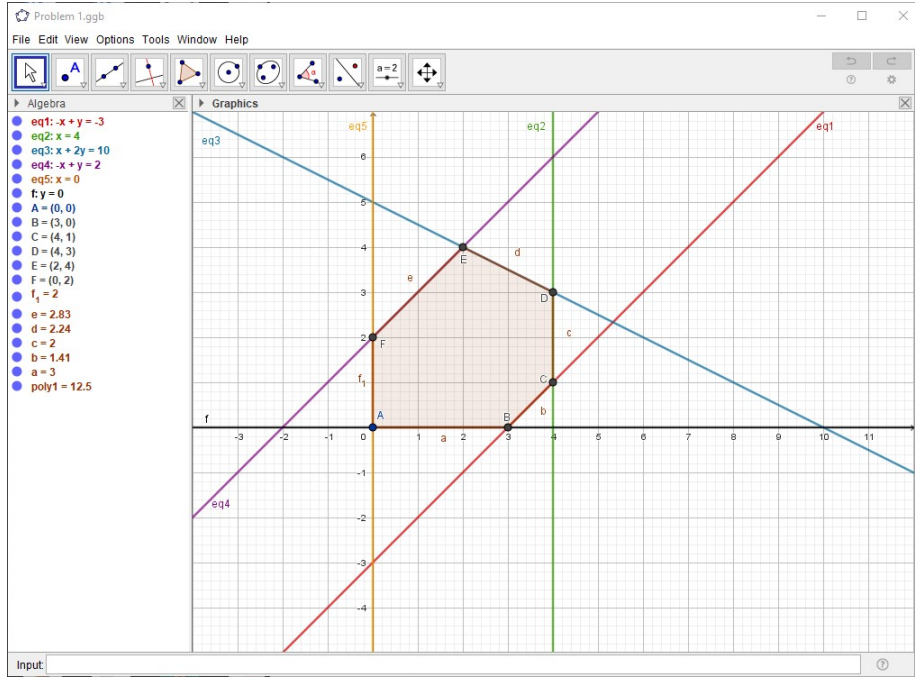 Problem 1.ggb
File Edit View Options Tools Window Help
A
α
a=2
Algebra
Graphics
eq1: -x + y = -3
eq2: x = 4
eq3: x + 2y = 10
eq4: -x + y = 2
eq5: x = 0
f: y = 0
A = (0, 0)
B = (3, 0)
C = (4, 1)
D = (4, 3)
E = (2, 4)
F = (0, 2)
f1 = 2
e = 2.83
d = 2.24
c = 2
b = 1.41
a = 3
poly1 = 12.5
eq3
eq5
eq2
eq1
6
5
4
E
d
e
3
D
2
F
c
f1
1
C
A
B
b
f
a
-3 -2 -1 0 1 2 3 4 5 6 7 8 9 10 11
-1
eq4
-2
-3
-4
Input: